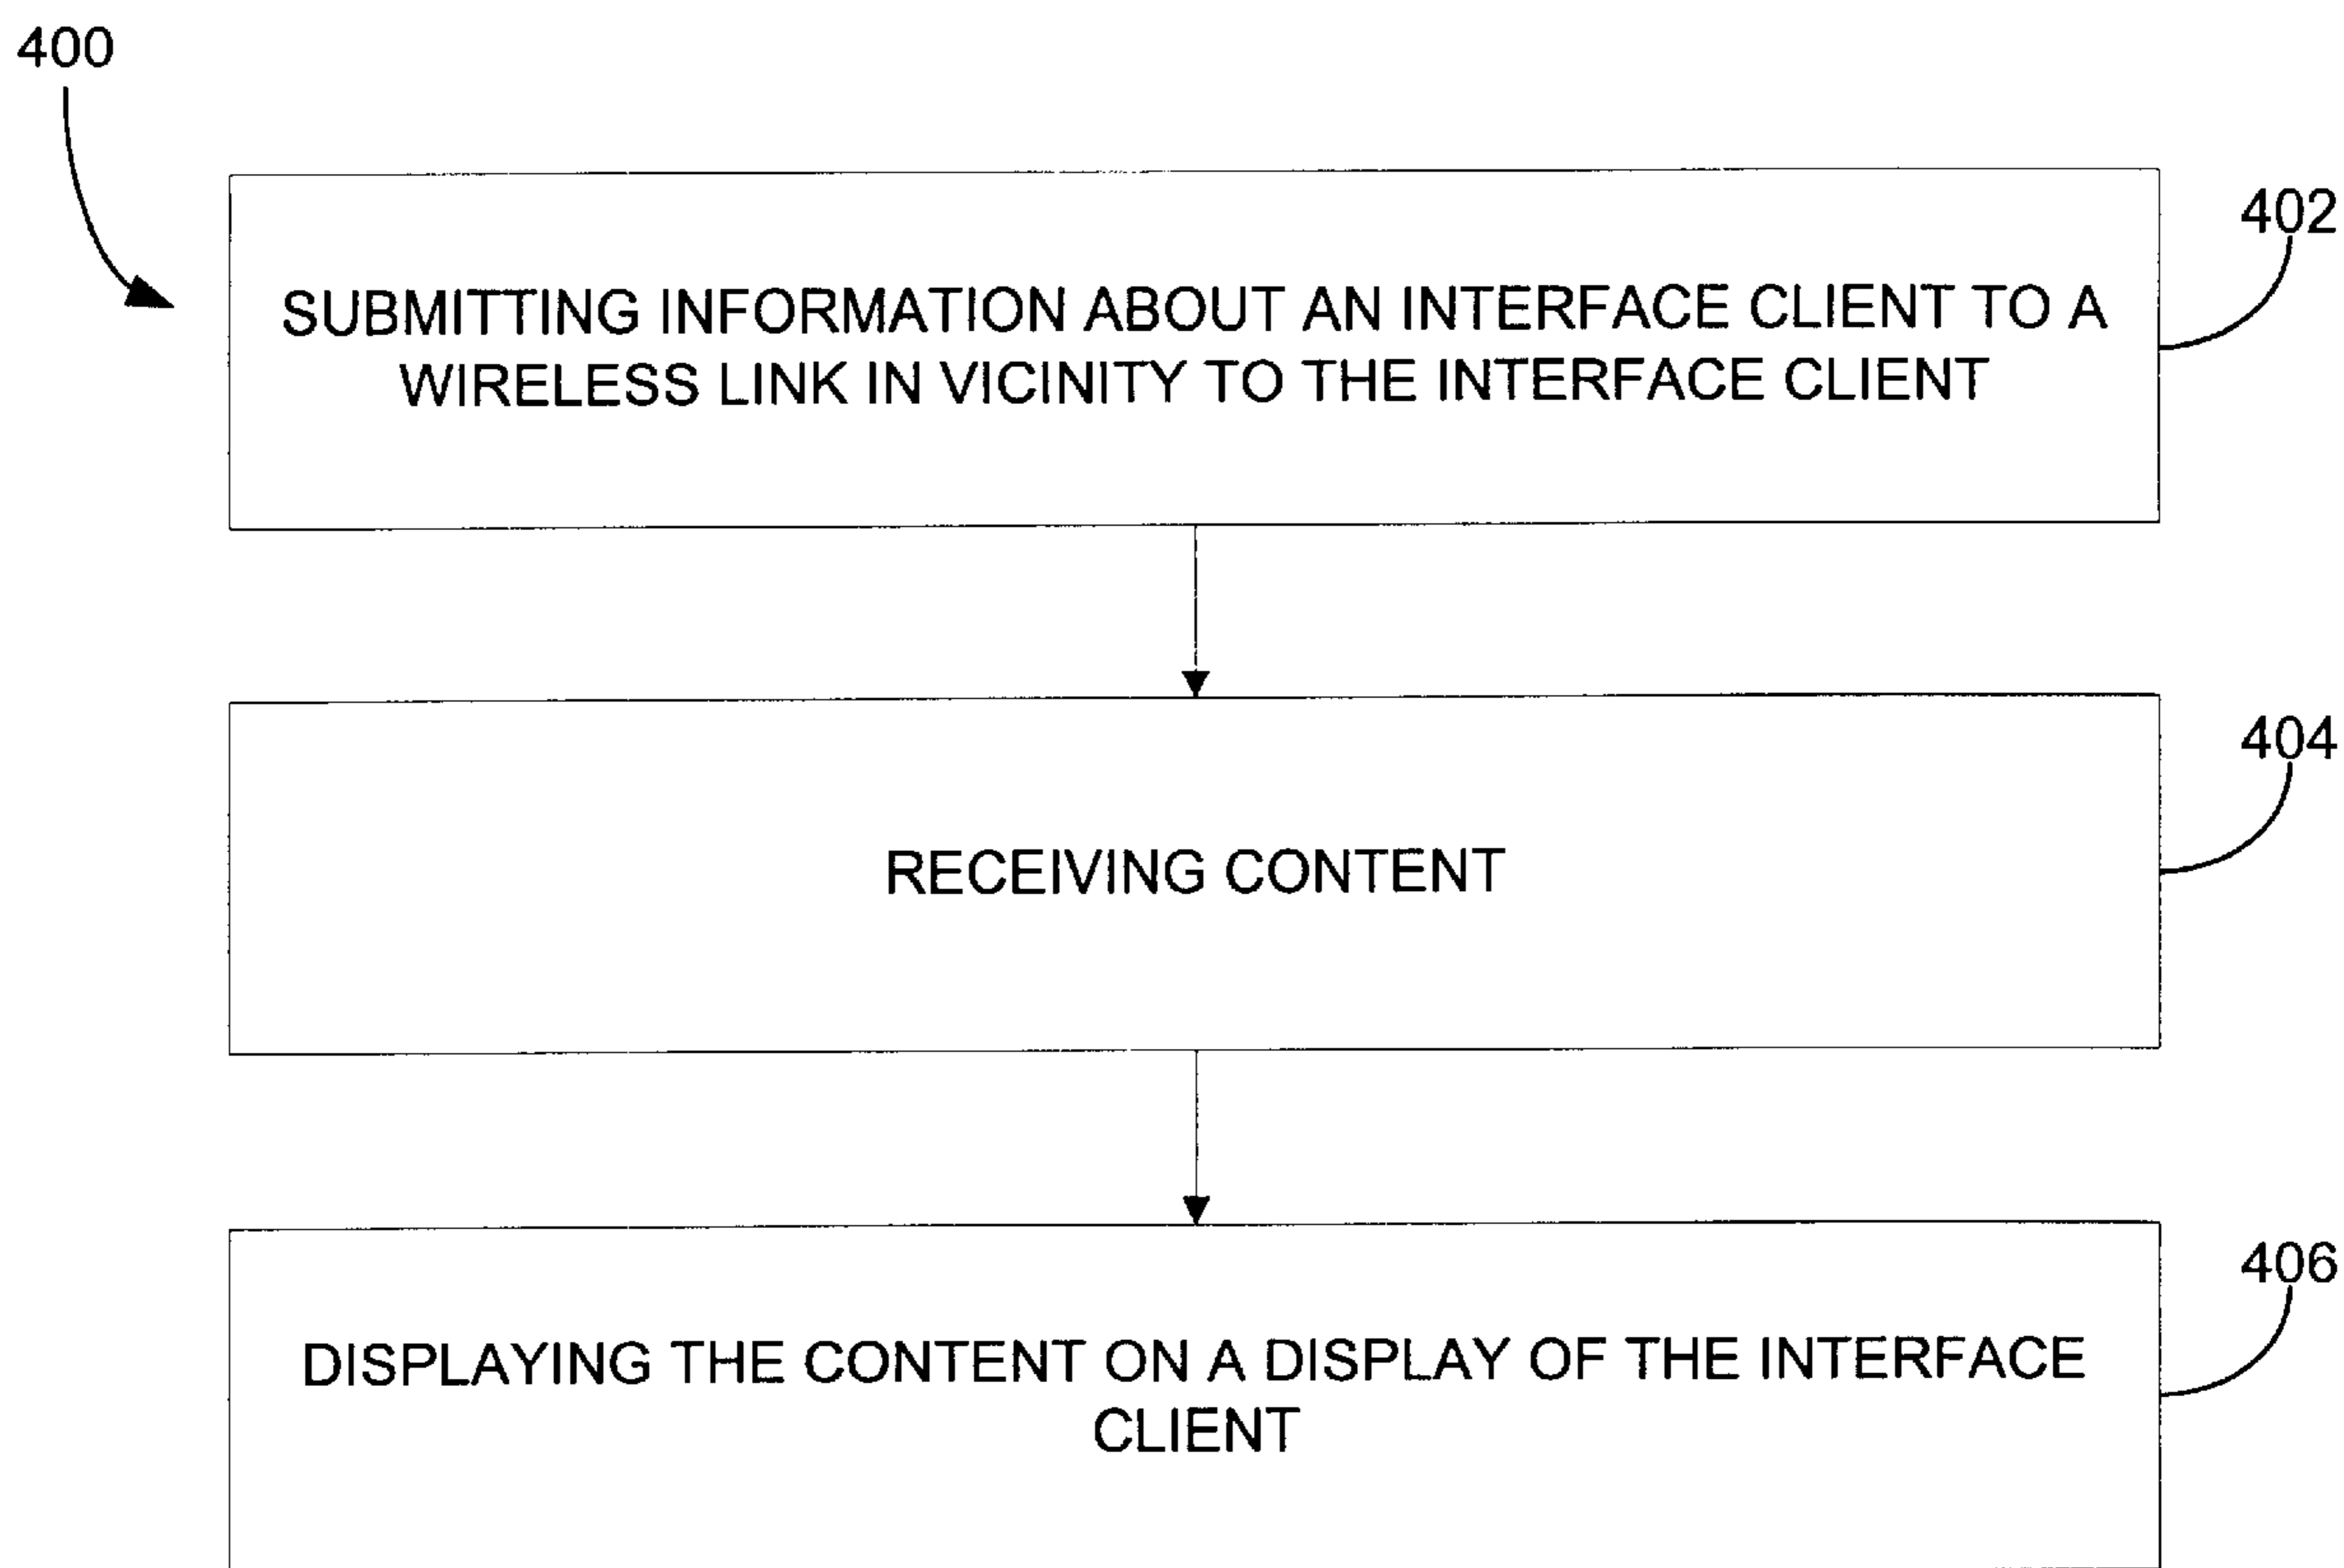 400
402
SUBMITTING INFORMATION ABOUT AN INTERFACE CLIENT TO A
WIRELESS LINK IN VICINITY TO THE INTERFACE CLIENT
404
RECEIVING CONTENT
406
DISPLAYING THE CONTENT ON A DISPLAY OF THE INTERFACE
CLIENT